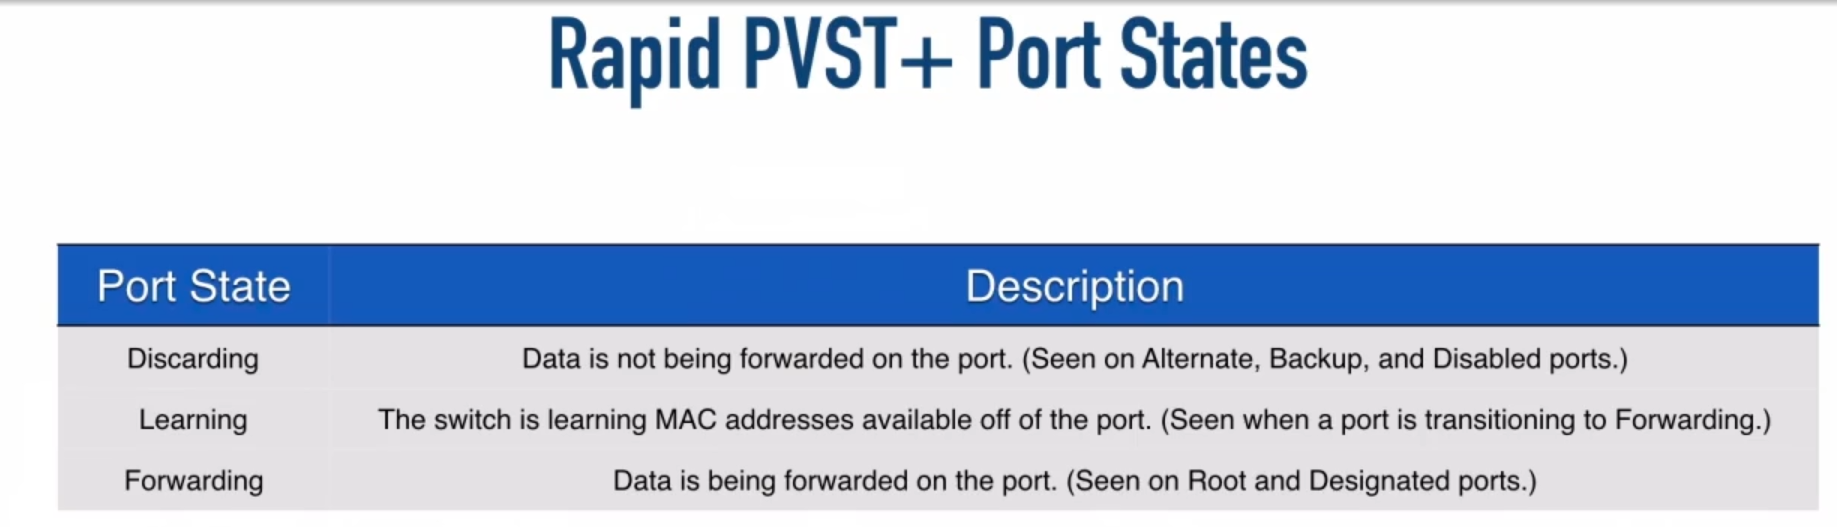 Rapid PVST+ Port States
Port State Description
Discarding Data is not being forwarded on the port. (Seen on Alternate, Backup, and Disabled ports.)
Learning The switch is learning MAC addresses available off of the port. (Seen when a port is transitioning to Forwarding.)
Forwarding Data is being forwarded on the port. (Seen on Root and Designated ports.)